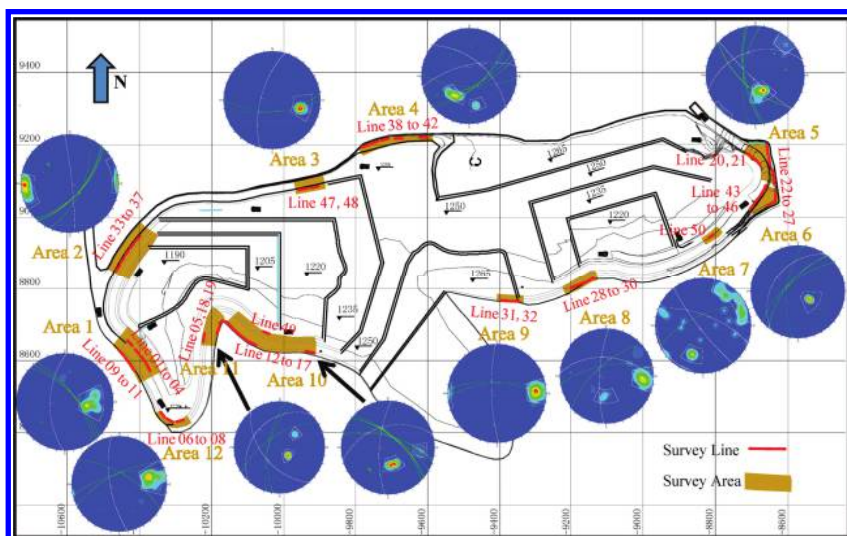 9400
9200
9000
8800
8600
N
Area 4
Line 38 to 42
Area 5
Line 20, 21
Line 22 to 27
Area 3
Line 47, 48
1265
1250
1235
1220
1250
Line 43
to 46
Line 50
Area 6
Area 2
Line 33 to 37
1190
1205
1220
1235
1250
1265
Area 7
Line 28 to 30
Area 8
Line 31, 32
Area 9
Area 1
Line 01 to 04
Line 09 to 11
Line 05, 18, 19
Area 11
Line 49
Line 12 to 17
Area 10
Line 06 to 08
Area 12
Survey Line
Survey Area
-10600
-10400
-10200
-10000
-9800
-9600
-9400
-9200
-9000
-8800
-8600